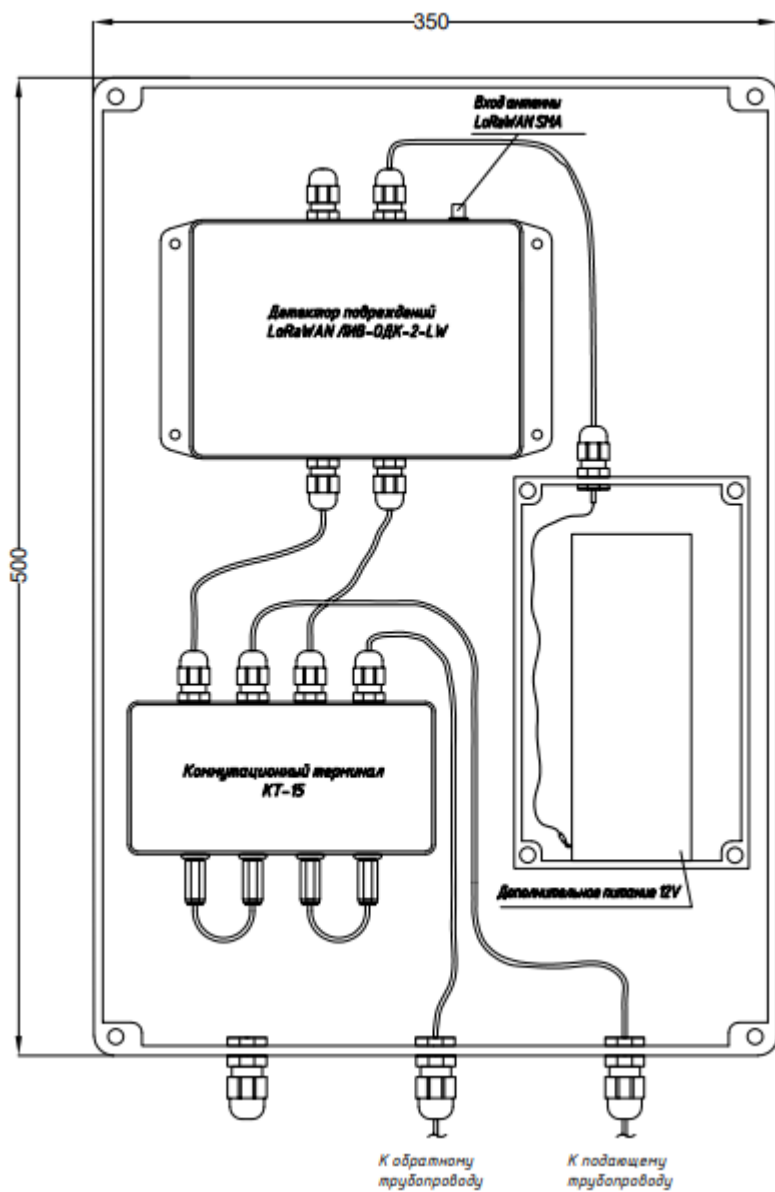 350
Вход антенны
LoRaWAN SMA
Детектор подреждений
LoRaWAN ЛИВ-ОДК-2-LW
500
Коммутационный терминал
КТ-15
Дополнительное питание 12V
К обратному
трубопроводу
К подающему
трубопроводу